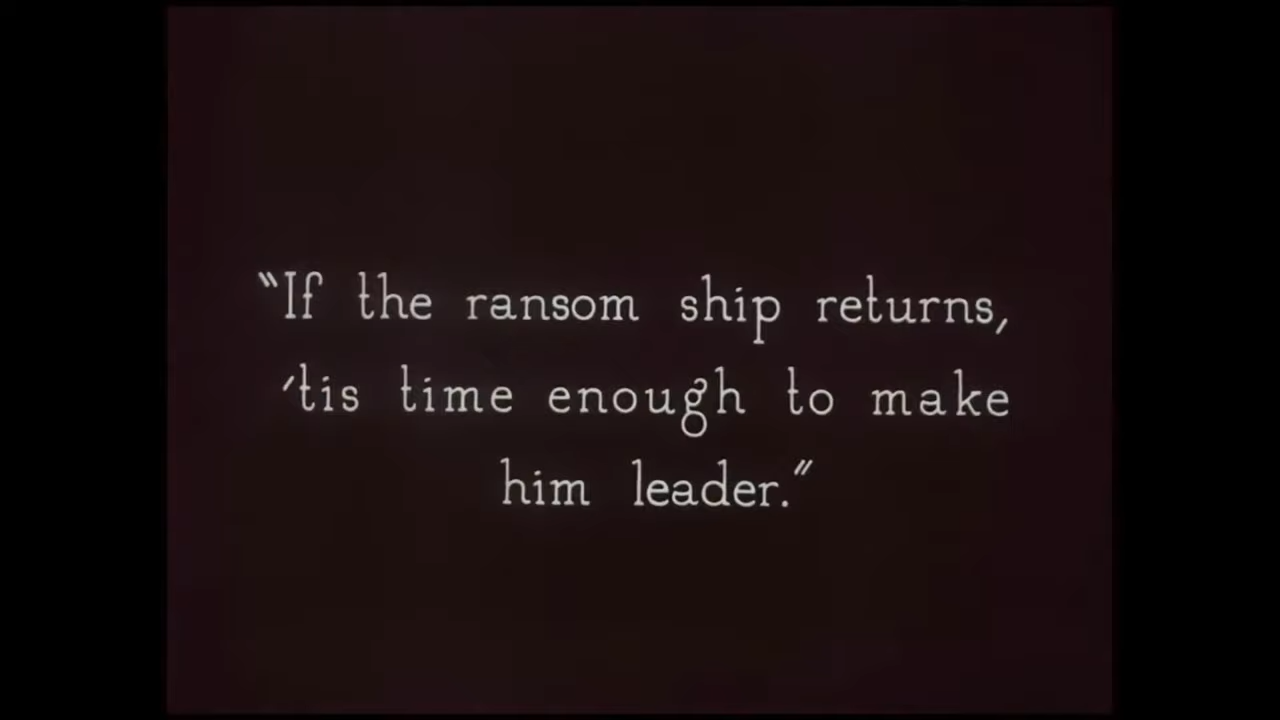 "If the ransom ship returns,
'tis time enough to make
him leader."